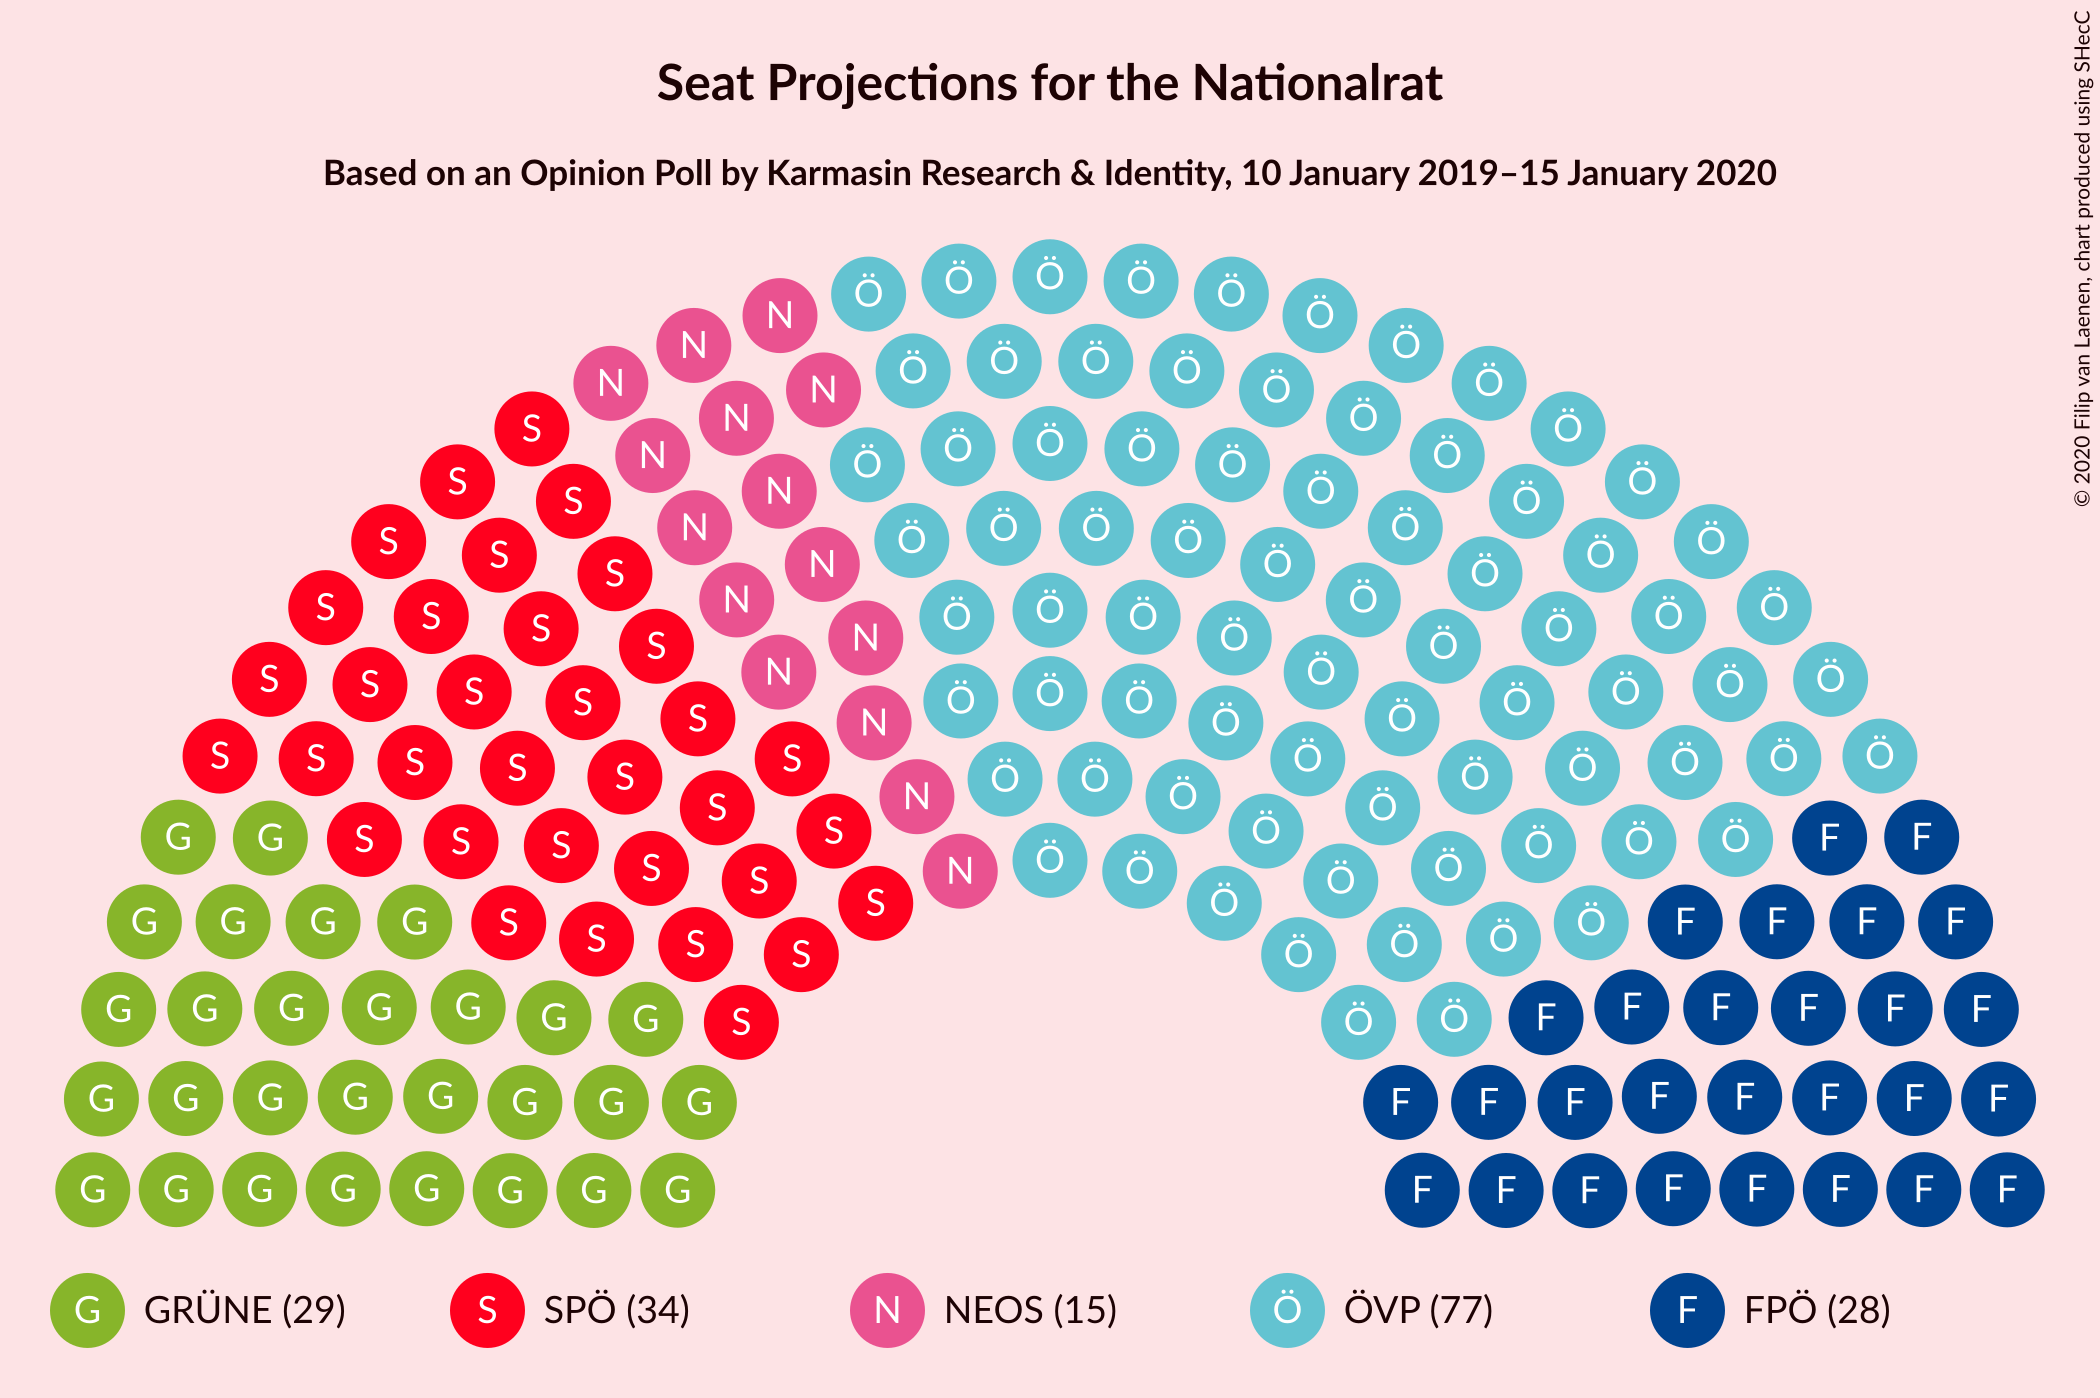 Seat Projections for the Nationalrat
Based on an Opinion Poll by Karmasin Research & Identity, 10 January 2019–15 January 2020
© 2020 Filip van Laenen, chart produced using SHecC
Ö Ö Ö Ö Ö
N Ö
N Ö
N Ö Ö Ö Ö Ö
N Ö
S N Ö Ö
S N Ö Ö Ö Ö Ö Ö
S N Ö Ö
S N Ö Ö Ö Ö Ö
S N Ö Ö
S N Ö Ö
S N Ö Ö
S N Ö Ö Ö Ö
S N Ö Ö
S N Ö Ö
S S N Ö Ö Ö Ö Ö
S S S Ö Ö Ö
S S N Ö Ö Ö
S S S S S S Ö Ö Ö Ö Ö Ö
S N Ö Ö Ö Ö
G G S S S S S Ö Ö Ö Ö F F
S S N Ö Ö Ö Ö
S Ö
G G G G S S S Ö Ö Ö F F F F
S Ö
G G G G G G G S Ö Ö F F F F F F
G G G G G G G G F F F F F F F F
G G G G G G G G F F F F F F F F
G GRÜNE (29) S SPÖ (34) N NEOS (15) Ö ÖVP (77) F FPÖ (28)